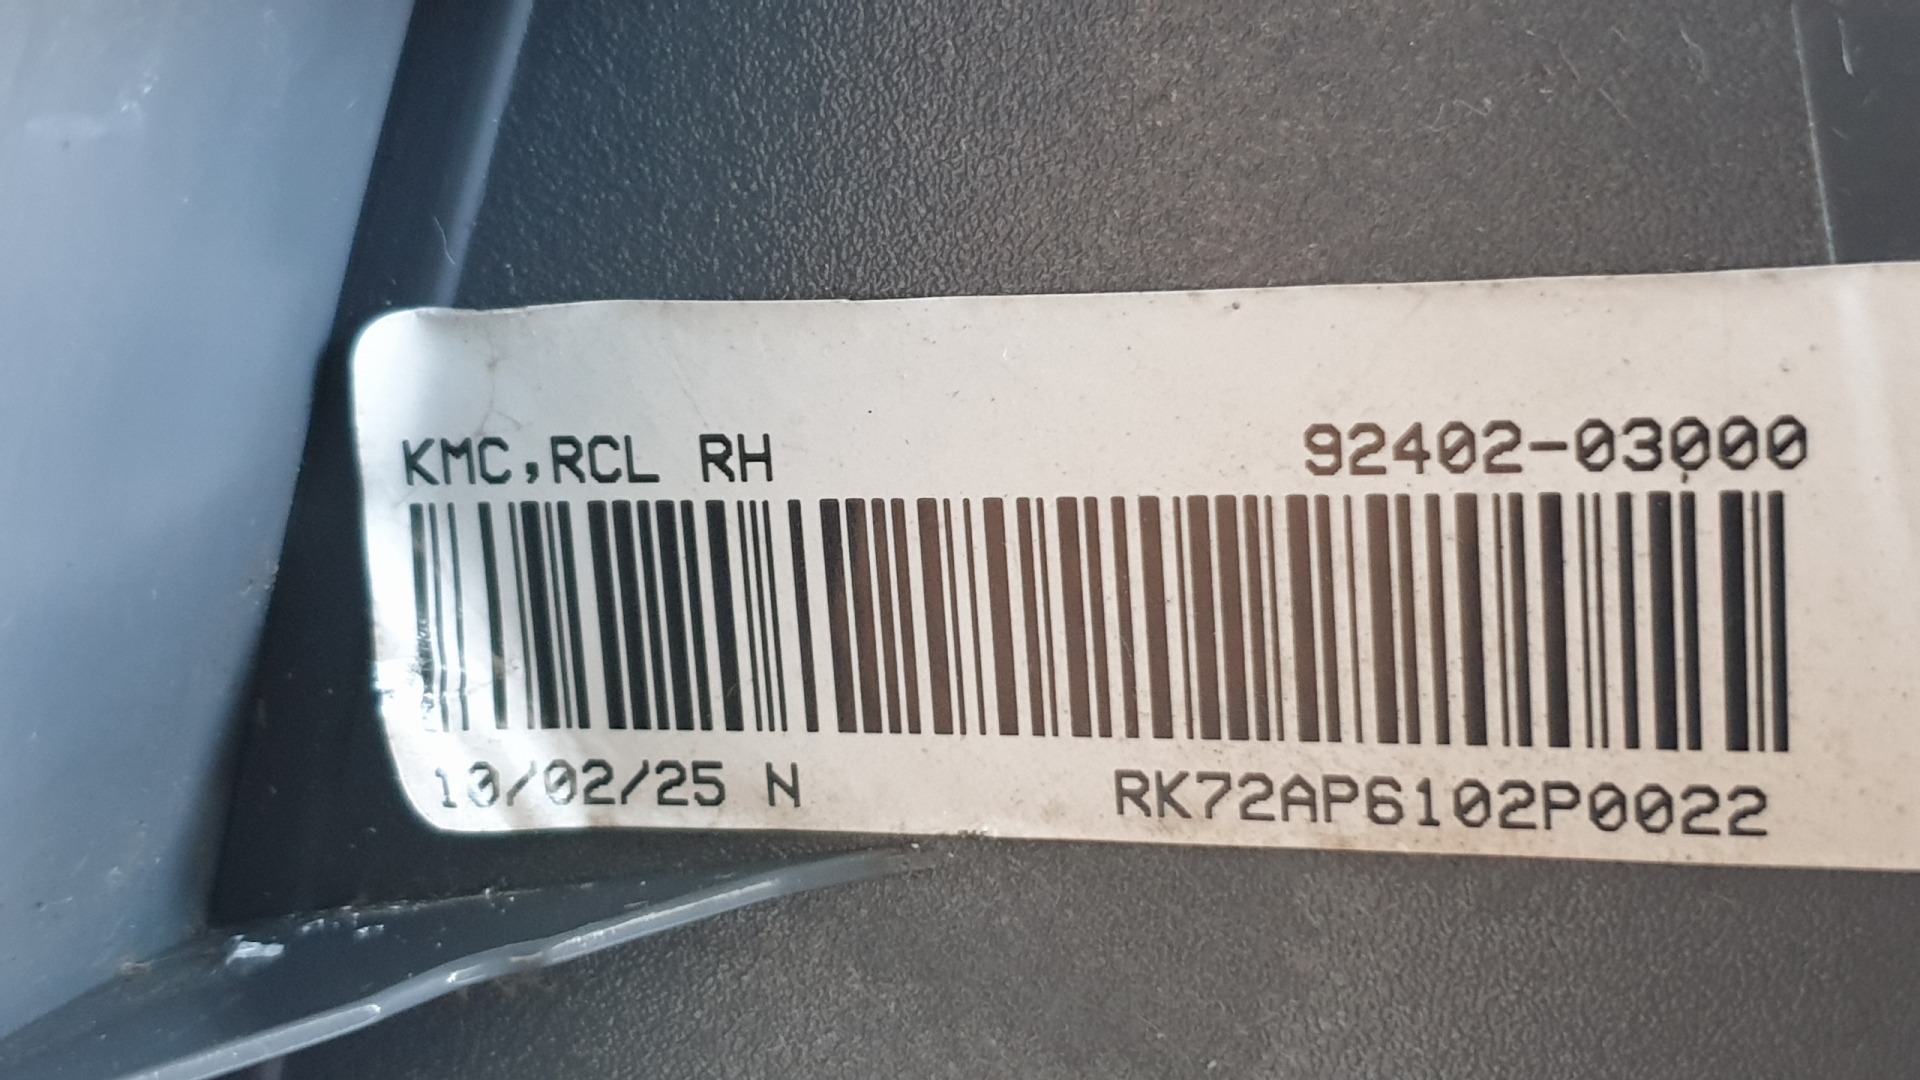 KMC,RCL RH 92402-03000
10/02/25 N RK72AP6102P0022